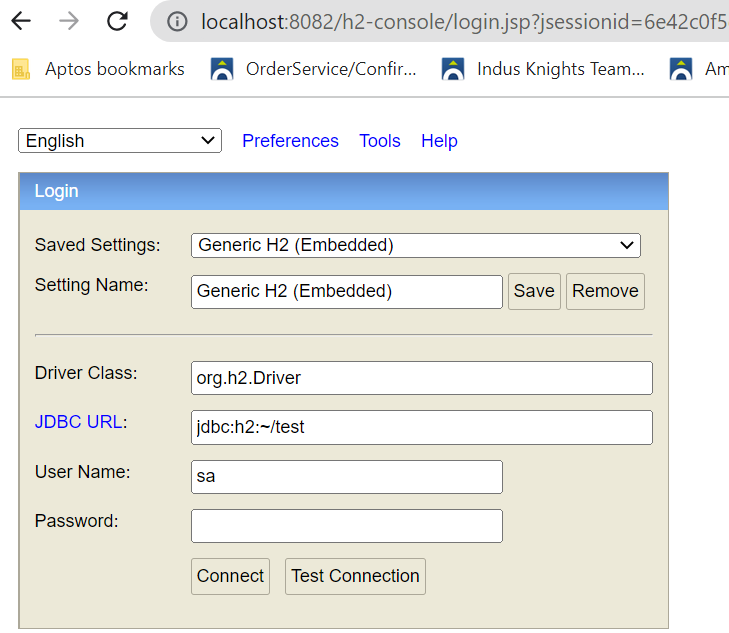 localhost:8082/h2-console/login.jsp?jsessionid=6e42c0f5
Aptos bookmarks OrderService/Confir... Indus Knights Team... Am
English Preferences Tools Help
Login
Saved Settings: Generic H2 (Embedded)
Setting Name: Generic H2 (Embedded) Save Remove
Driver Class: org.h2.Driver
JDBC URL: jdbc:h2:~/test
User Name: sa
Password:
Connect Test Connection